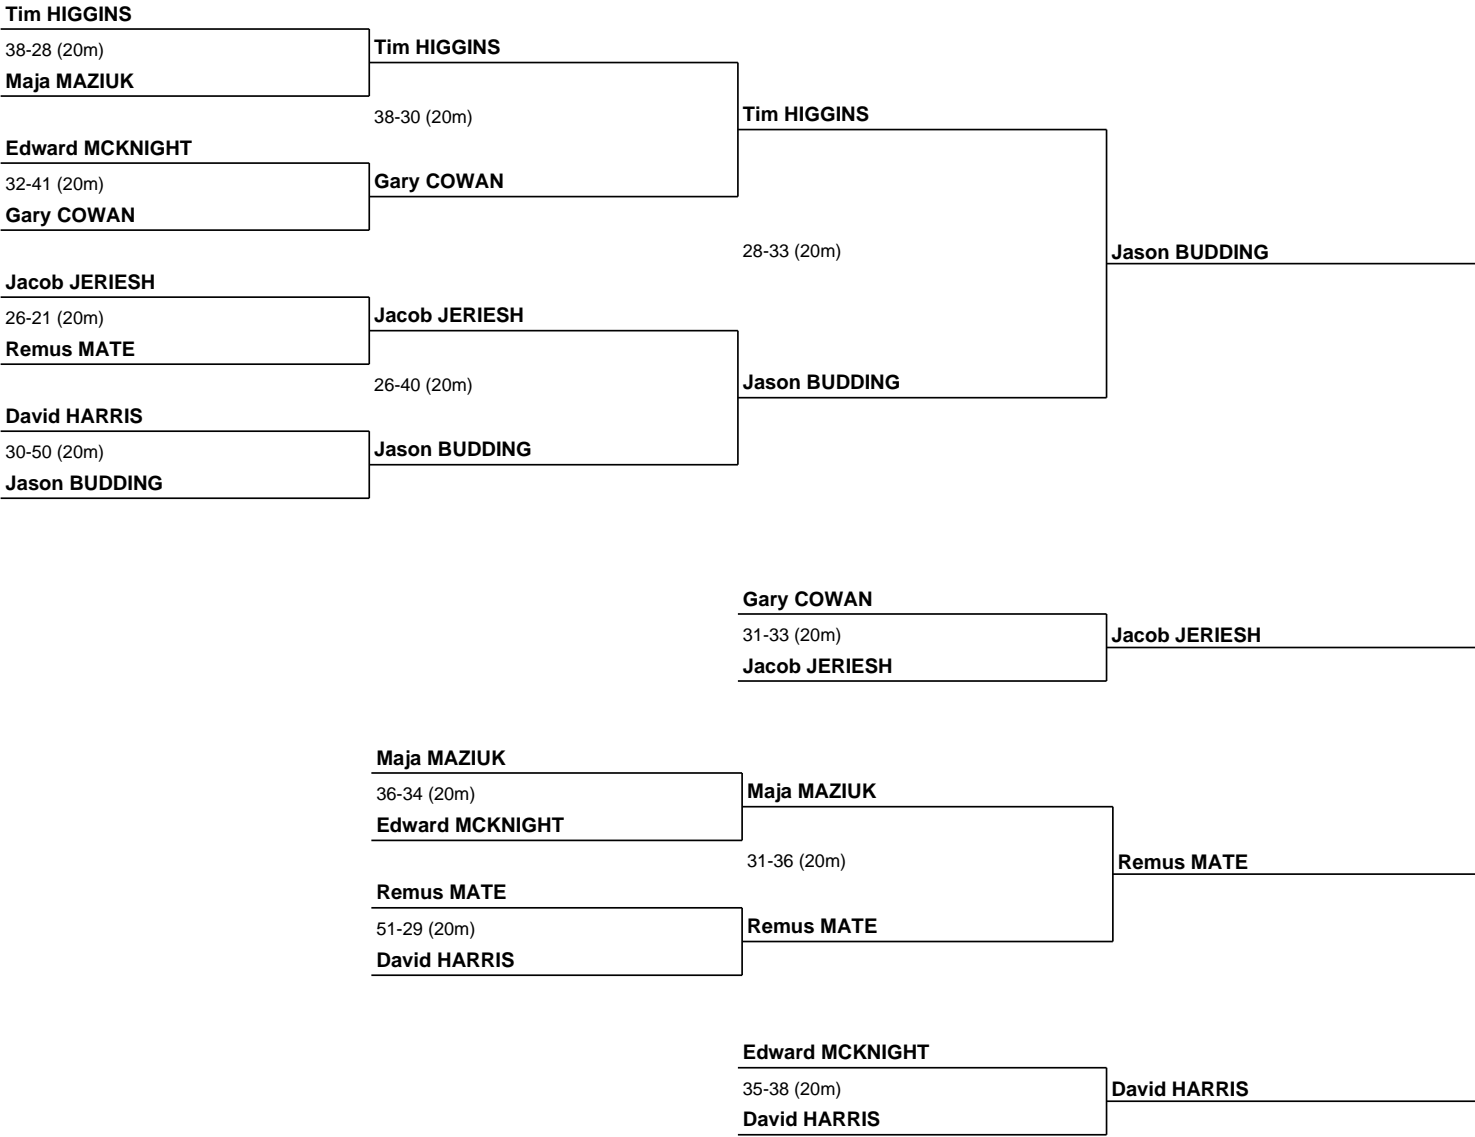 Tim HIGGINS
38-28 (20m)
Tim HIGGINS
Maja MAZIUK
38-30 (20m)
Tim HIGGINS
Edward MCKNIGHT
32-41 (20m)
Gary COWAN
Gary COWAN
28-33 (20m)
Jason BUDDING
Jacob JERIESH
26-21 (20m)
Jacob JERIESH
Remus MATE
26-40 (20m)
Jason BUDDING
David HARRIS
30-50 (20m)
Jason BUDDING
Jason BUDDING
Gary COWAN
31-33 (20m)
Jacob JERIESH
Jacob JERIESH
Maja MAZIUK
36-34 (20m)
Maja MAZIUK
Edward MCKNIGHT
31-36 (20m)
Remus MATE
Remus MATE
51-29 (20m)
Remus MATE
David HARRIS
Edward MCKNIGHT
35-38 (20m)
David HARRIS
David HARRIS